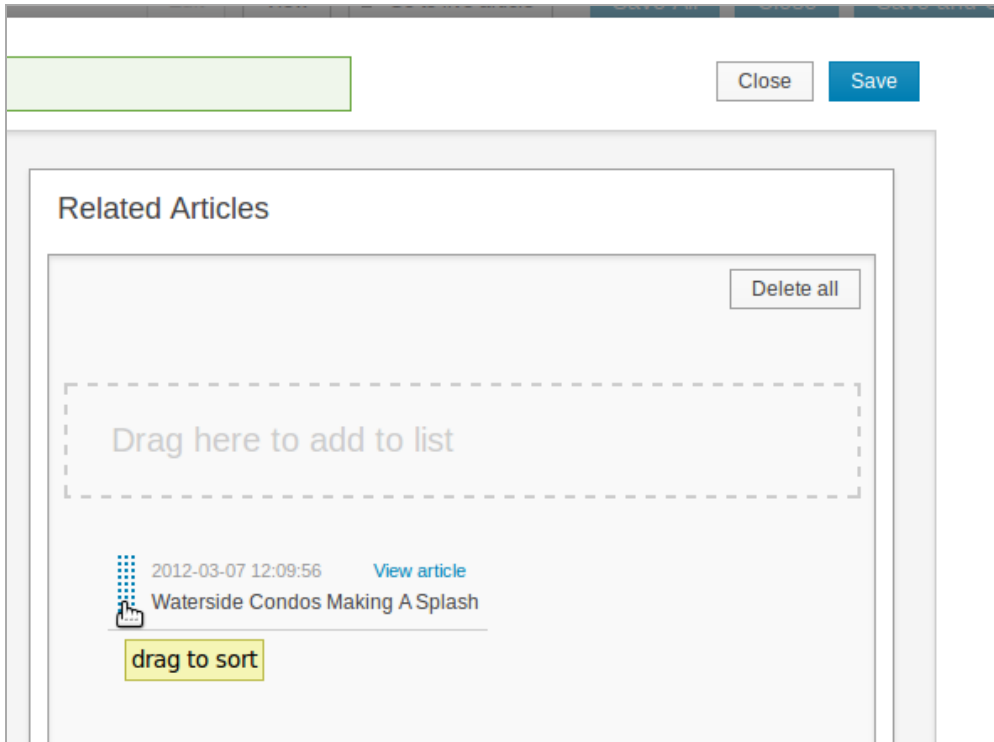 Close Save
Related Articles
Delete all
Drag here to add to list
2012-03-07 12:09:56 View article
Waterside Condos Making A Splash
drag to sort